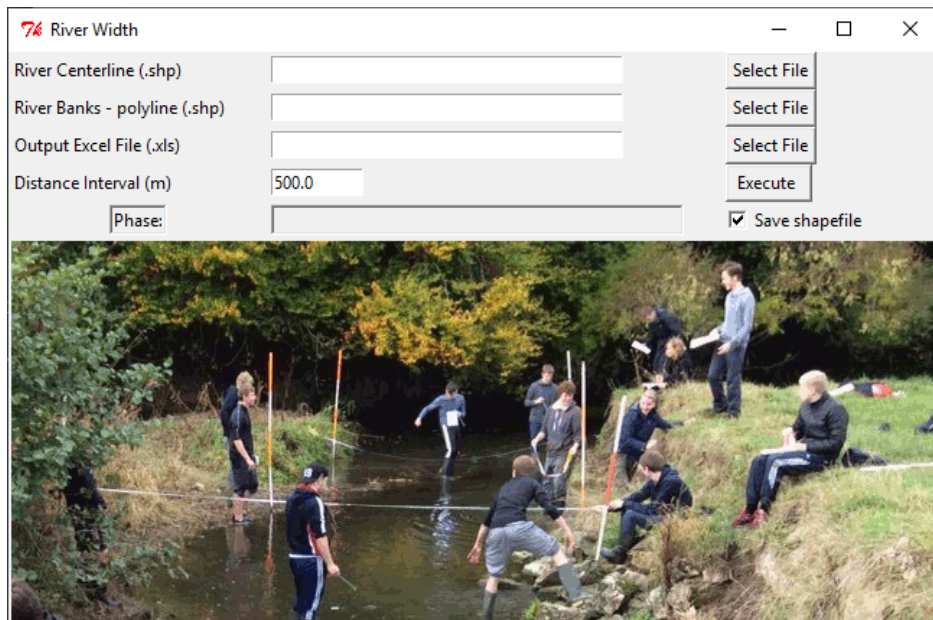 River Width
River Centerline (.shp) Select File
River Banks - polyline (.shp) Select File
Output Excel File (.xls) Select File
Distance Interval (m) 500.0 Execute
Phase: Save shapefile